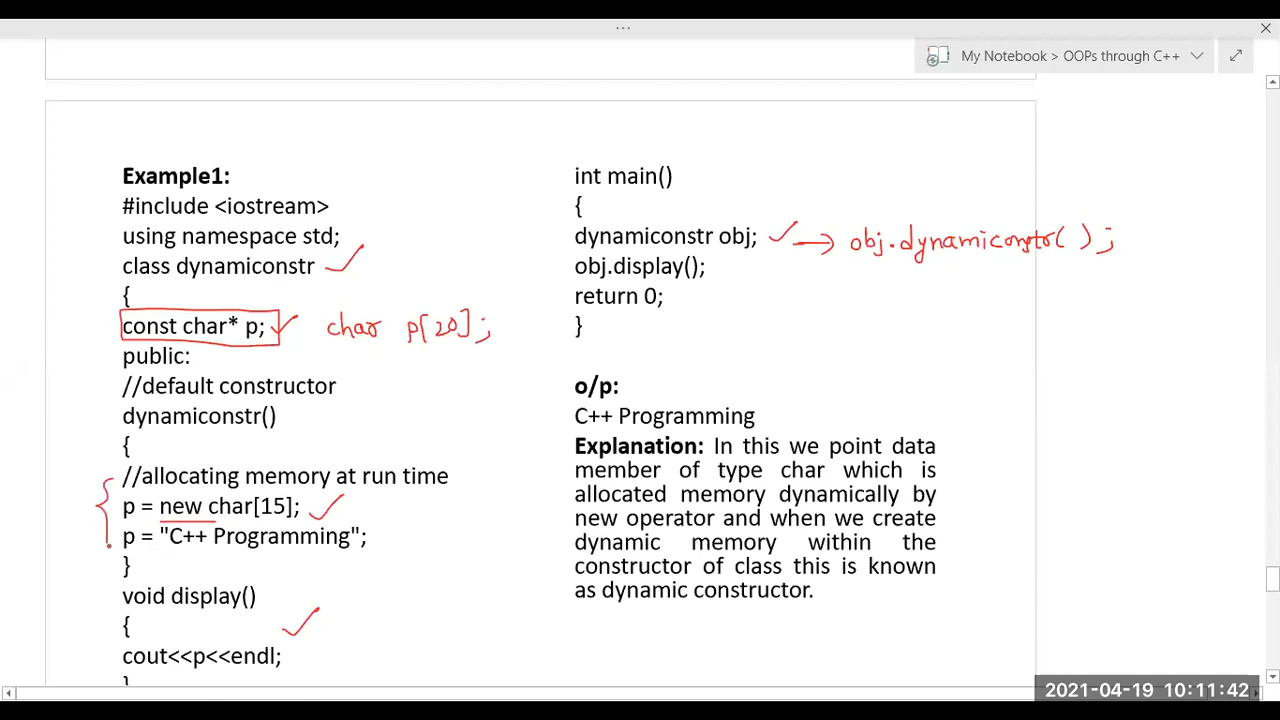 My Notebook > OOPs through C++
Example1:
#include <iostream>
using namespace std;
class dynamiconstr
{
const char* p; char p[20];
public:
//default constructor
dynamiconstr()
{
//allocating memory at run time
p = new char[15];
p = "C++ Programming";
}
void display()
{
cout<<p<<endl;
}
int main()
{
dynamiconstr obj; → obj.dynamiconstr( );
obj.display();
return 0;
}
o/p:
C++ Programming
Explanation: In this we point data
member of type char which is
allocated memory dynamically by
new operator and when we create
dynamic memory within the
constructor of class this is known
as dynamic constructor.
2021-04-19 10:11:42